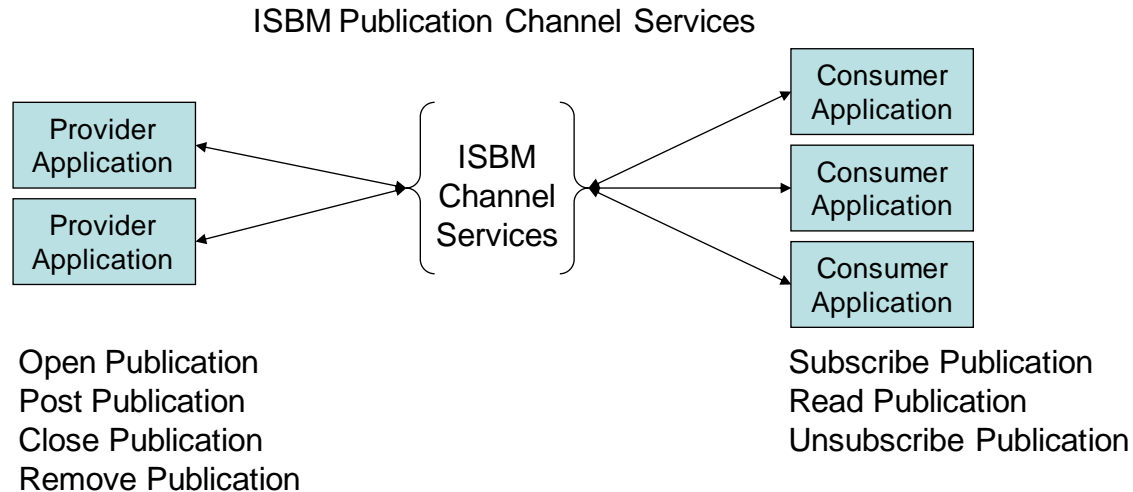 ISBM Publication Channel Services
Provider
Application
Provider
Application
ISBM
Channel
Services
Consumer
Application
Consumer
Application
Consumer
Application
Open Publication
Post Publication
Close Publication
Remove Publication
Subscribe Publication
Read Publication
Unsubscribe Publication